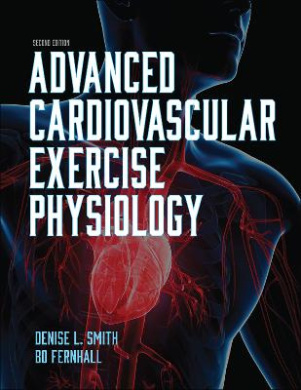 SECOND EDITION
ADVANCED
CARDIOVASCULAR
EXERCISE
PHYSIOLOGY
DENISE L. SMITH
BO FERNHALL